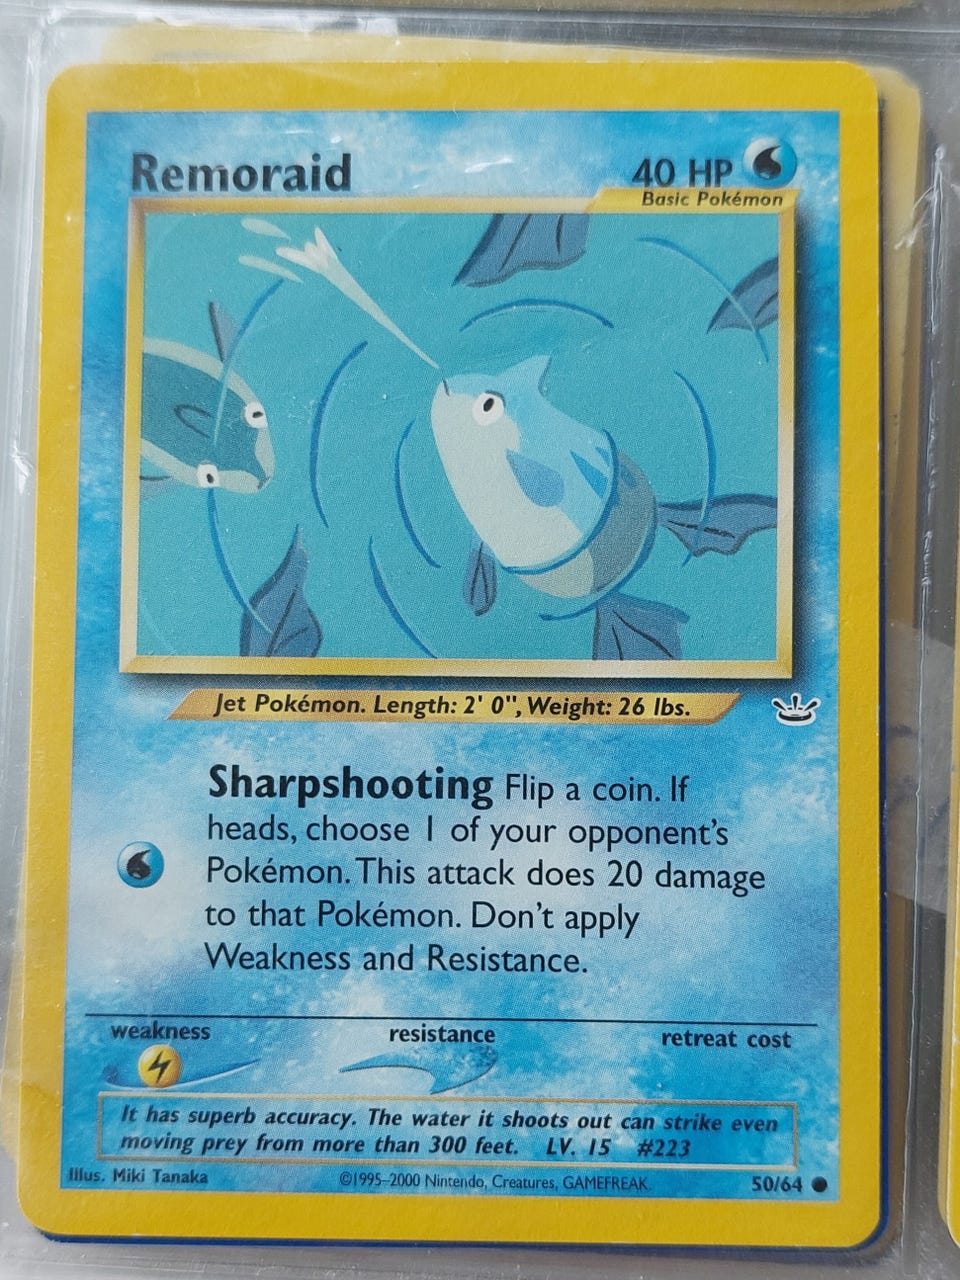 Remoraid
40 HP
Basic Pokémon
Jet Pokémon. Length: 2' 0", Weight: 26 lbs.
Sharpshooting Flip a coin. If
heads, choose 1 of your opponent's
Pokémon. This attack does 20 damage
to that Pokémon. Don't apply
Weakness and Resistance.
weakness resistance retreat cost
It has superb accuracy. The water it shoots out can strike even
moving prey from more than 300 feet. LV. 15 #223
Illus. Miki Tanaka ©1995–2000 Nintendo, Creatures, GAMEFREAK. 50/64